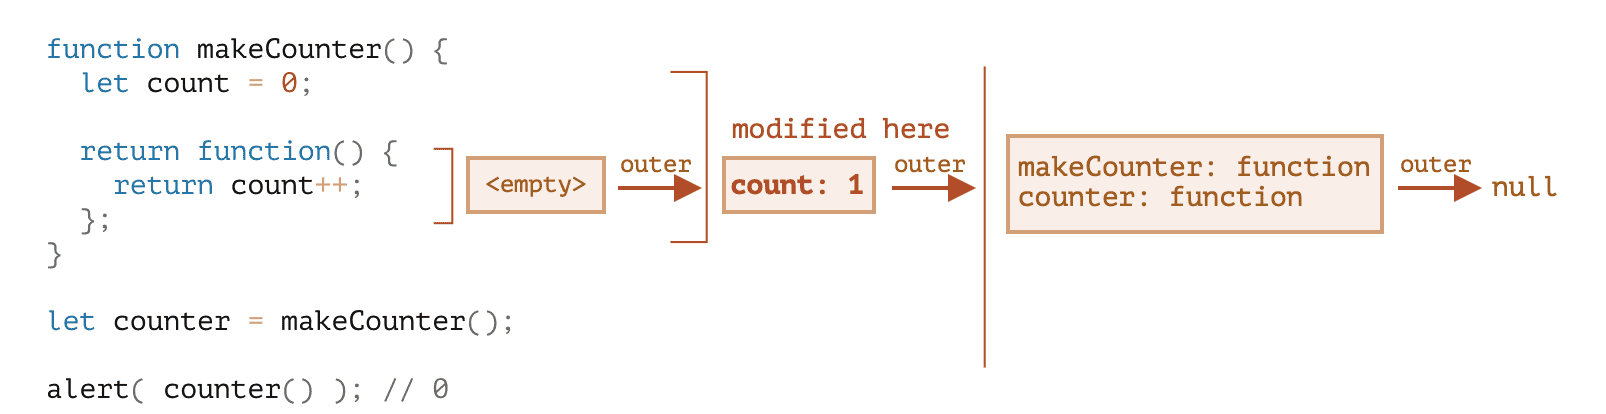 function makeCounter() {
  let count = 0;

  return function() {
    return count++;
  };
}

let counter = makeCounter();

alert( counter() ); // 0
<empty>
outer
modified here
count: 1
outer
makeCounter: function
counter: function
outer
null